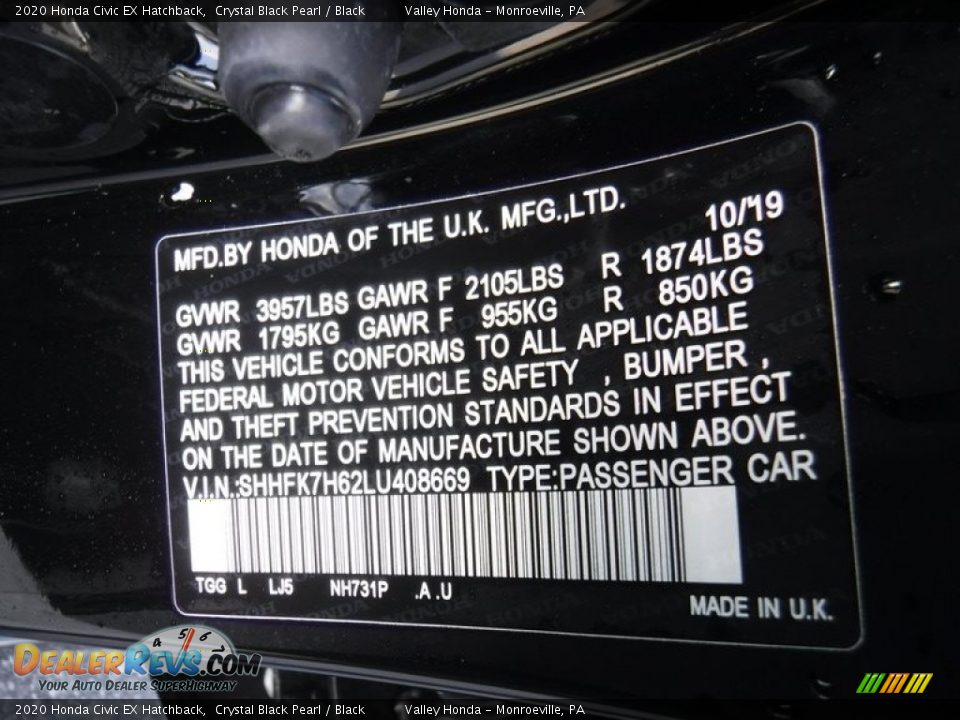 2020 Honda Civic EX Hatchback,  Crystal Black Pearl / Black        Valley Honda - Monroeville, PA
MFD.BY HONDA OF THE U.K. MFG.,LTD.        10/'19
GVWR  3957LBS GAWR F 2105LBS   R  1874LBS
GVWR  1795KG  GAWR F  955KG   R  850KG
THIS VEHICLE CONFORMS TO ALL APPLICABLE
FEDERAL MOTOR VEHICLE SAFETY  , BUMPER ,
AND THEFT PREVENTION STANDARDS IN EFFECT
ON THE DATE OF MANUFACTURE SHOWN ABOVE.
V.I.N.:SHHFK7H62LU408669  TYPE:PASSENGER CAR
TGG  L   LJ5     NH731P    .A .U
MADE IN U.K.
5 6
DealerRevs.com
Your Auto Dealer SuperHighway
2020 Honda Civic EX Hatchback,  Crystal Black Pearl / Black        Valley Honda - Monroeville, PA